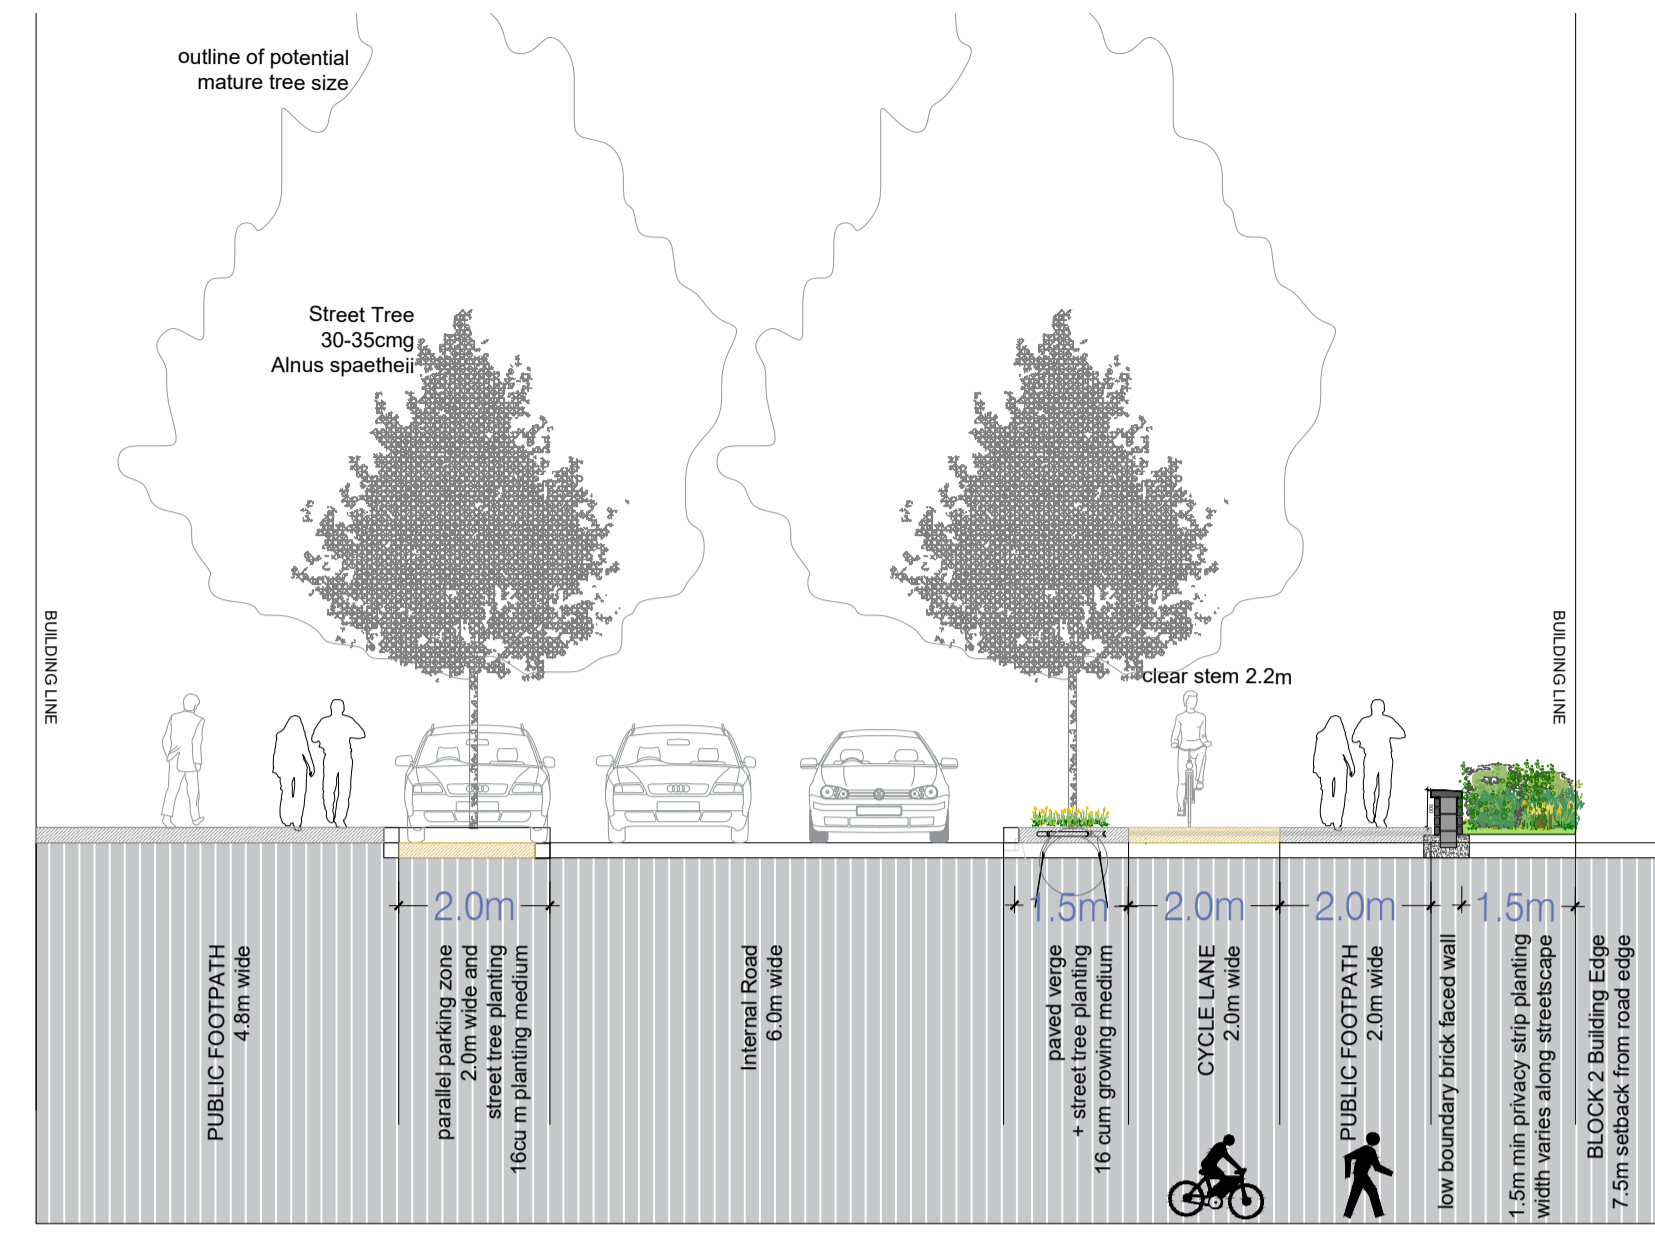 outline of potential
mature tree size
Street Tree
30-35cmg
Alnus spaetheii
BUILDING LINE
BUILDING LINE
clear stem 2.2m
2.0m
1.5m
2.0m
2.0m
1.5m
PUBLIC FOOTPATH
4.8m wide
parallel parking zone
2.0m wide and
street tree planting
16cu m planting medium
Internal Road
6.0m wide
paved verge
+ street tree planting
16 cum growing medium
CYCLE LANE
2.0m wide
PUBLIC FOOTPATH
2.0m wide
low boundary brick faced wall
1.5m min privacy strip planting
width varies along streetscape
BLOCK 2 Building Edge
7.5m setback from road edge